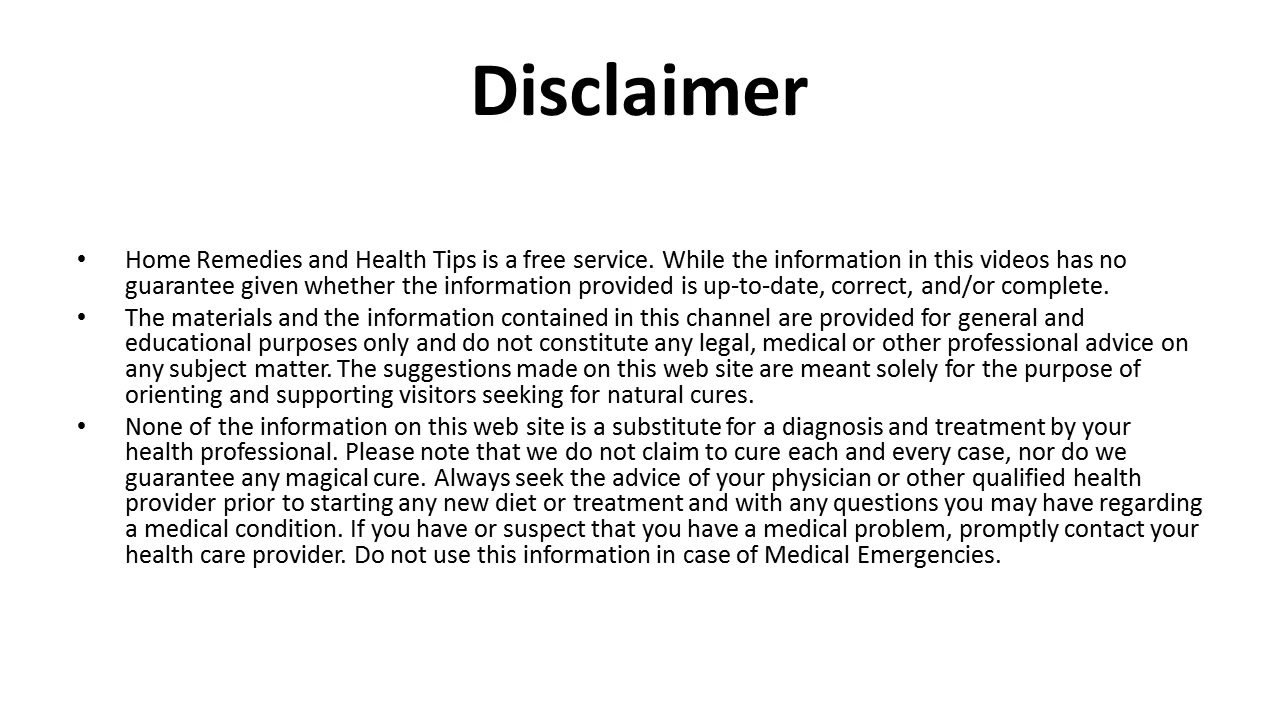 Disclaimer
• Home Remedies and Health Tips is a free service. While the information in this videos has no
guarantee given whether the information provided is up-to-date, correct, and/or complete.
• The materials and the information contained in this channel are provided for general and
educational purposes only and do not constitute any legal, medical or other professional advice on
any subject matter. The suggestions made on this web site are meant solely for the purpose of
orienting and supporting visitors seeking for natural cures.
• None of the information on this web site is a substitute for a diagnosis and treatment by your
health professional. Please note that we do not claim to cure each and every case, nor do we
guarantee any magical cure. Always seek the advice of your physician or other qualified health
provider prior to starting any new diet or treatment and with any questions you may have regarding
a medical condition. If you have or suspect that you have a medical problem, promptly contact your
health care provider. Do not use this information in case of Medical Emergencies.